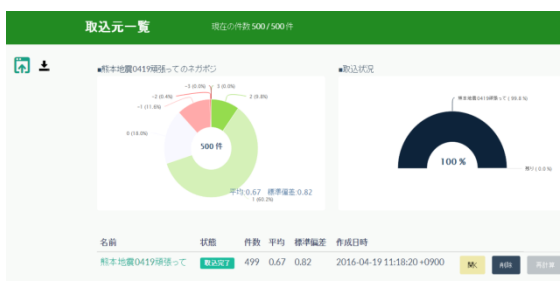 取込元一覧
現在の件数 500 / 500 件
■熊本地震0419頑張って のネガポジ
■取込状況
-3 (0.0%)
3 (0.0%)
-2 (0.4%)
2 (9.8%)
-1 (11.8%)
0 (18.0%)
500 件
平均:0.67 標準偏差:0.82
1 (60.2%)
熊本地震0419頑張って ( 99.8 % )
100 %
残り ( 0.0 % )
名前 状態 件数 平均 標準偏差 作成日時
熊本地震0419頑張って 取込完了 499 0.67 0.82 2016-04-19 11:18:20 +0900 開く 削除 再計算